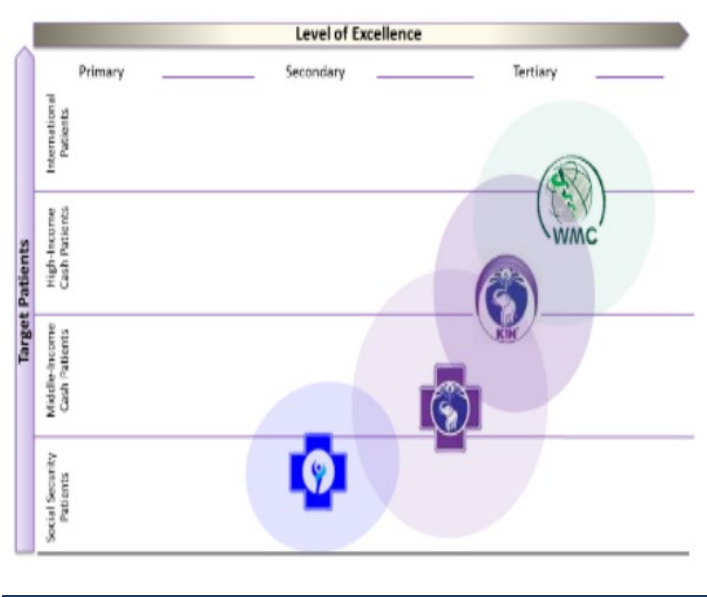 Level of Excellence
Primary
Secondary
Tertiary
Target Patients
International
Patients
High-Income
Cash Patients
Middle-Income
Cash Patients
Social Security
Patients
WMC
KIH